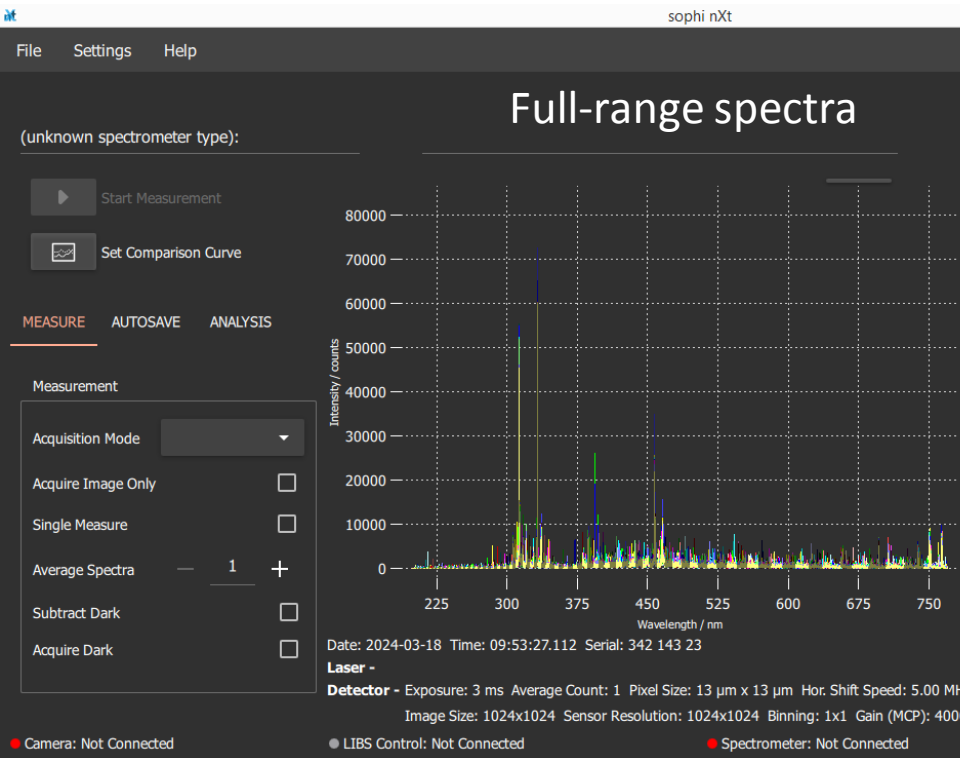 sophi nXt
File Settings Help
Full-range spectra
(unknown spectrometer type):
Start Measurement
Set Comparison Curve
MEASURE AUTOSAVE ANALYSIS
Measurement
Acquisition Mode
Acquire Image Only
Single Measure
Average Spectra 1
Subtract Dark
Acquire Dark
80000
70000
60000
50000
40000
30000
20000
10000
0
Intensity / counts
225 300 375 450 525 600 675 750
Wavelength / nm
Date: 2024-03-18 Time: 09:53:27.112 Serial: 342 143 23
Laser -
Detector - Exposure: 3 ms Average Count: 1 Pixel Size: 13 µm x 13 µm Hor. Shift Speed: 5.00 MH
Image Size: 1024x1024 Sensor Resolution: 1024x1024 Binning: 1x1 Gain (MCP): 400
Camera: Not Connected LIBS Control: Not Connected Spectrometer: Not Connected